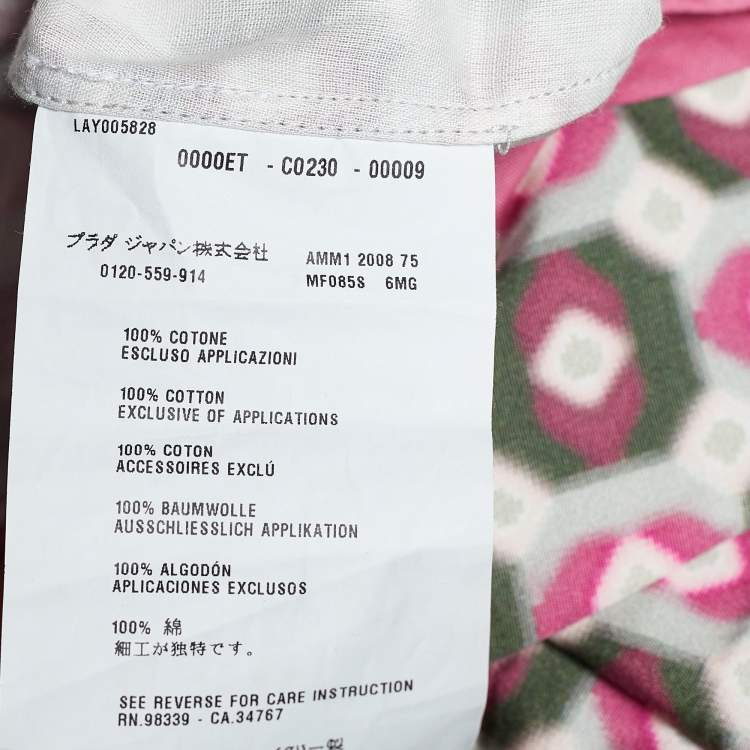 LAY005828
0000ET - C0230 - 00009
プラダ ジャパン株式会社
0120-559-914
AMM1 2008 75
MF085S 6MG
100% COTONE
ESCLUSO APPLICAZIONI
100% COTTON
EXCLUSIVE OF APPLICATIONS
100% COTON
ACCESSOIRES EXCLÚ
100% BAUMWOLLE
AUSSCHLIESSLICH APPLIKATION
100% ALGODÓN
APLICACIONES EXCLUSOS
100% 綿
細工が独特です。
SEE REVERSE FOR CARE INSTRUCTION
RN.98339 - CA.34767